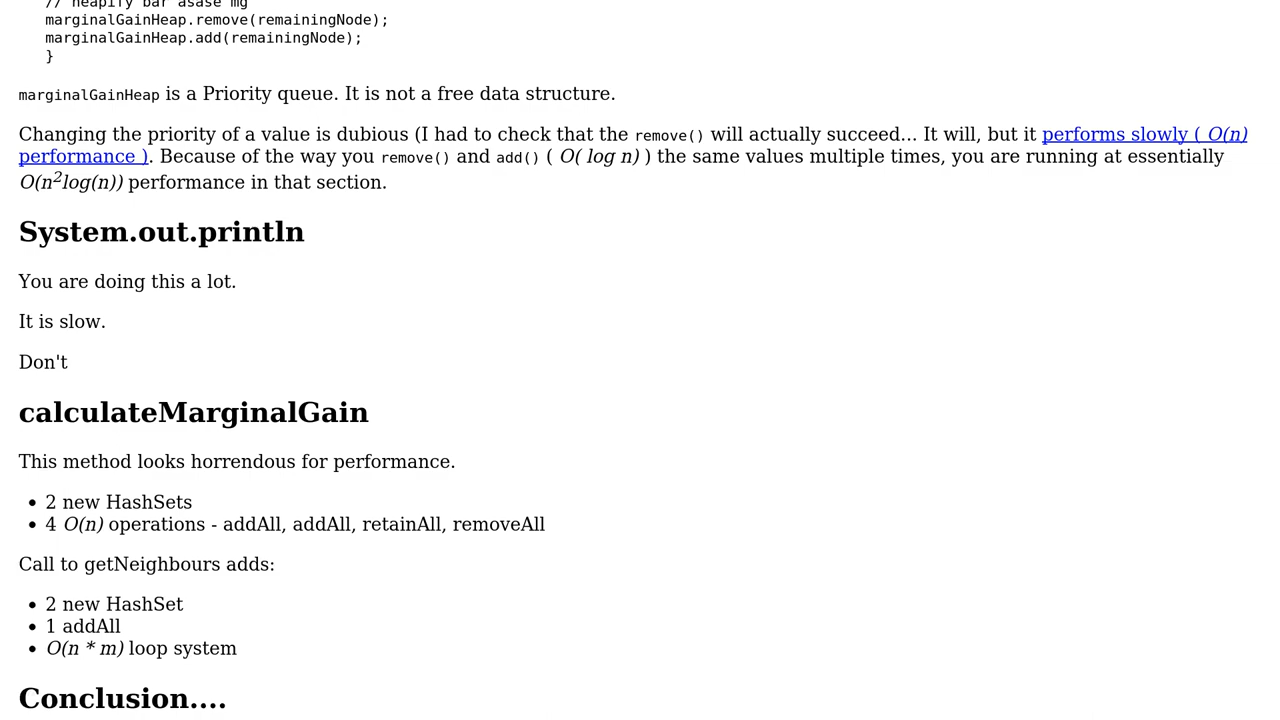 // heapify bar asase mg
marginalGainHeap.remove(remainingNode);
marginalGainHeap.add(remainingNode);
}
marginalGainHeap is a Priority queue. It is not a free data structure.
Changing the priority of a value is dubious (I had to check that the remove() will actually succeed... It will, but it performs slowly ( O(n)
performance ). Because of the way you remove() and add() ( O( log n) ) the same values multiple times, you are running at essentially
O(n²log(n)) performance in that section.
System.out.println
You are doing this a lot.
It is slow.
Don't
calculateMarginalGain
This method looks horrendous for performance.
• 2 new HashSets
• 4 O(n) operations - addAll, addAll, retainAll, removeAll
Call to getNeighbours adds:
• 2 new HashSet
• 1 addAll
• O(n * m) loop system
Conclusion....